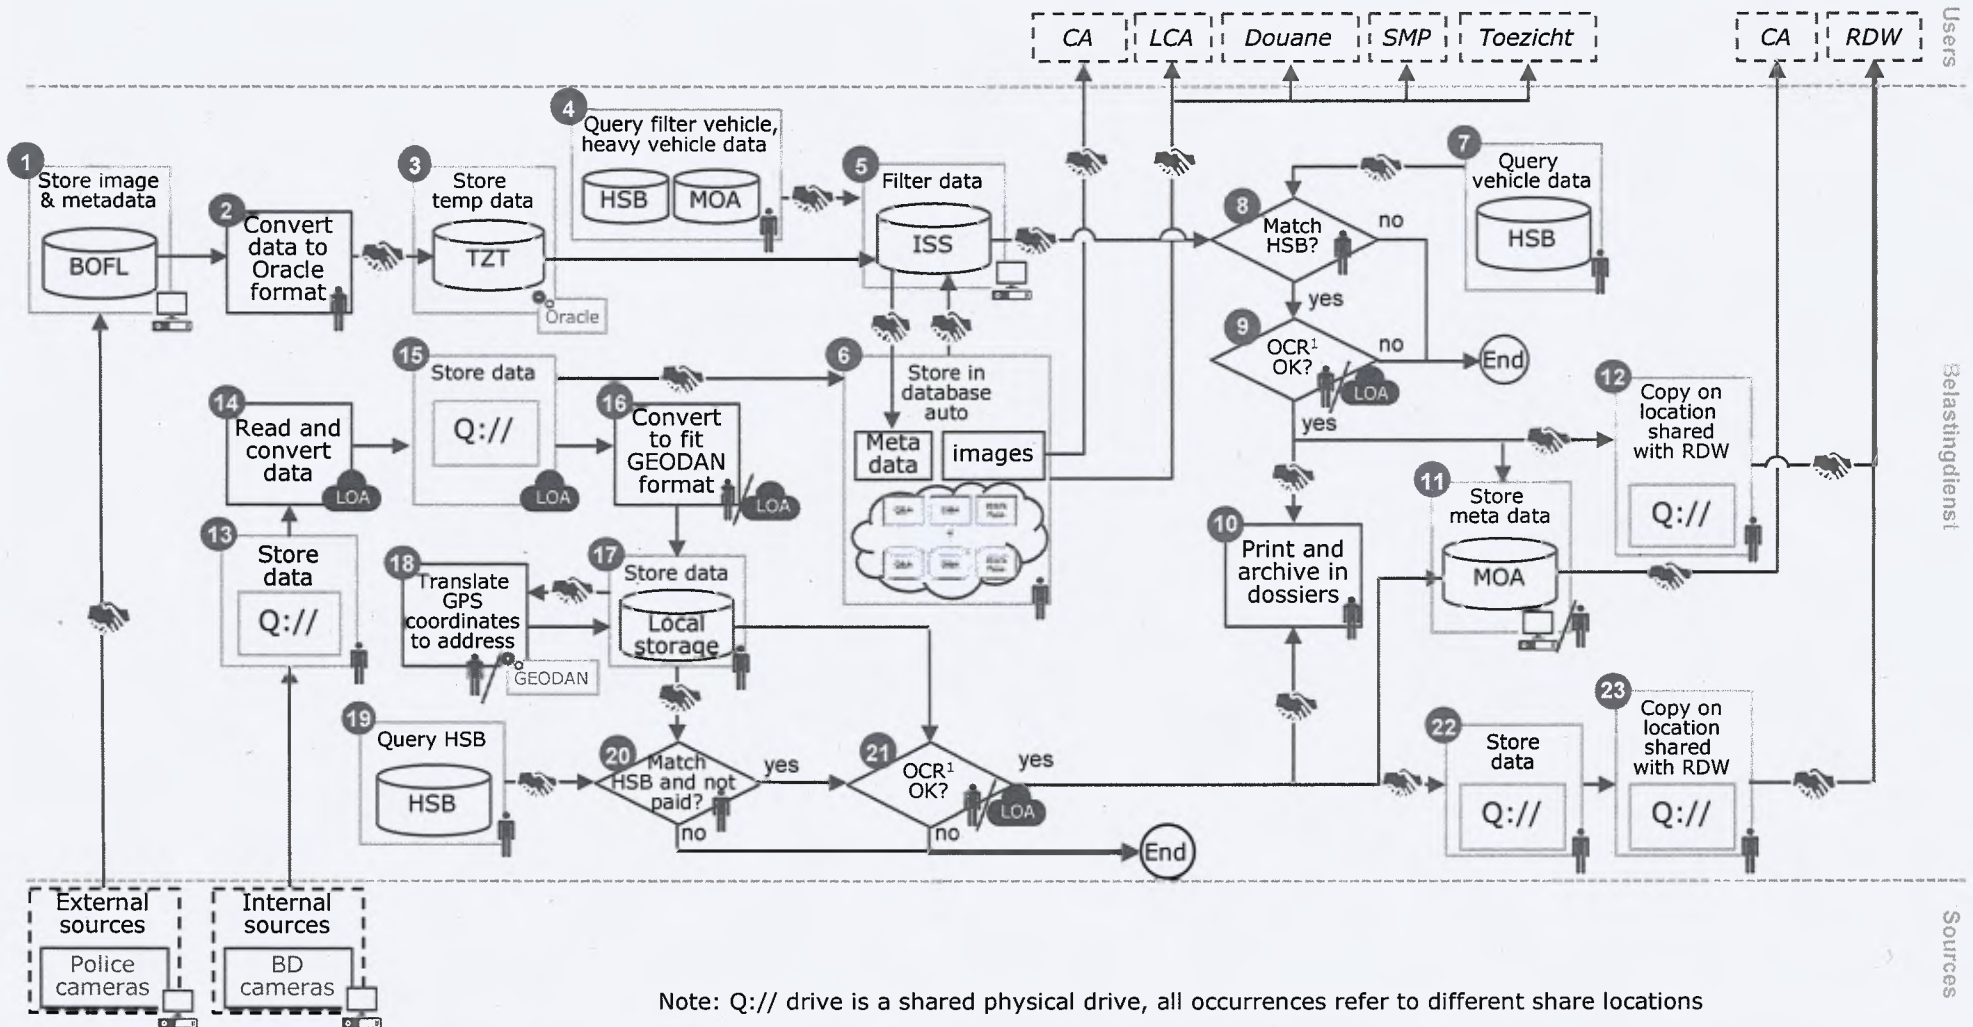 CA
LCA
Douane
SMP
Toezicht
CA
RDW
Users
1
Store image
& metadata
BOFL
2
Convert
data to
Oracle
format
3
Store
temp data
TZT
Oracle
4
Query filter vehicle,
heavy vehicle data
HSB
MOA
5
Filter data
ISS
7
Query
vehicle data
HSB
8
Match
HSB?
no
yes
9
OCR¹
OK?
no
LOA
yes
End
6
Store in
database
auto
Meta
data
images
12
Copy on
location
shared
with RDW
Q://
Belastingdienst
14
Read and
convert
data
LOA
15
Store data
Q://
LOA
16
Convert
to fit
GEODAN
format
LOA
11
Store
meta data
MOA
10
Print and
archive in
dossiers
13
Store
data
Q://
18
Translate
GPS
coordinates
to address
GEODAN
17
Store data
Local
storage
19
Query HSB
HSB
20
Match
HSB and not
paid?
yes
no
21
OCR¹
OK?
yes
LOA
no
End
22
Store
data
Q://
23
Copy on
location
shared
with RDW
Q://
External
sources
Police
cameras
Internal
sources
BD
cameras
Sources
Note: Q:// drive is a shared physical drive, all occurrences refer to different share locations